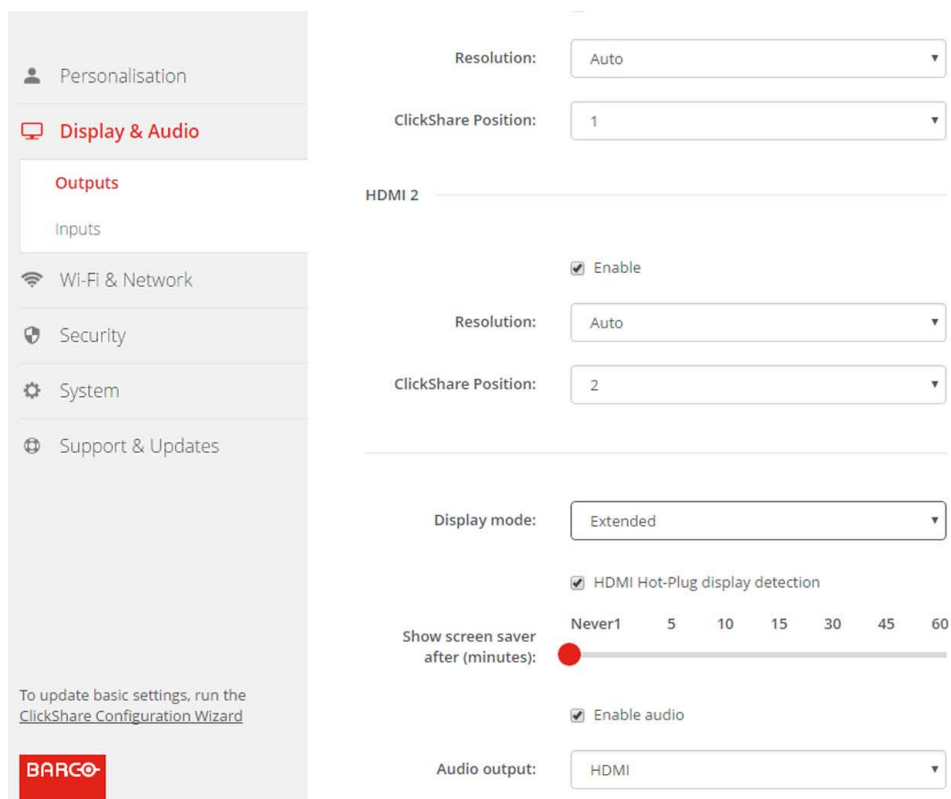 Personalisation
Display & Audio
Outputs
Inputs
Wi-Fi & Network
Security
System
Support & Updates
To update basic settings, run the
ClickShare Configuration Wizard
BARCO
Resolution:
Auto
ClickShare Position:
1
HDMI 2
Enable
Resolution:
Auto
ClickShare Position:
2
Display mode:
Extended
HDMI Hot-Plug display detection
Show screen saver
after (minutes):
Never 1 5 10 15 30 45 60
Enable audio
Audio output:
HDMI